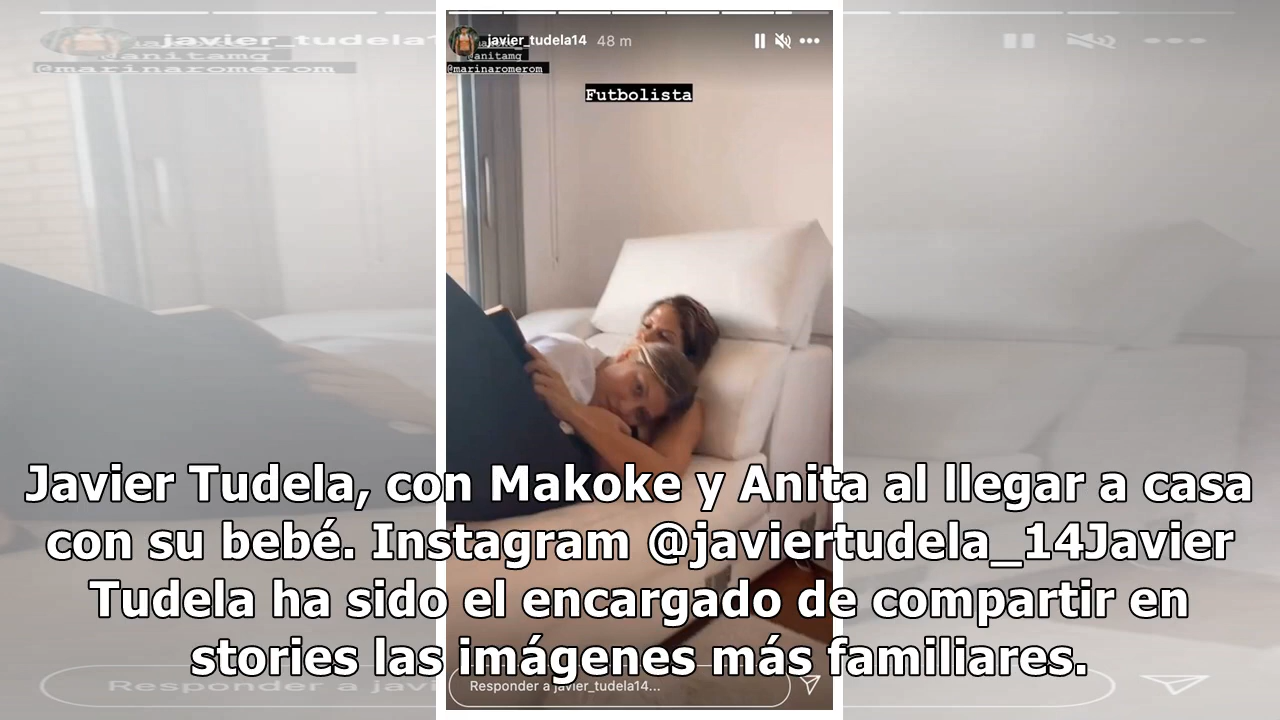 javier_tudela14 48 m
@anitamg
@marinaromerom
Futbolista
Javier Tudela, con Makoke y Anita al llegar a casa
con su bebé. Instagram @javiertudela_14Javier
Tudela ha sido el encargado de compartir en
stories las imágenes más familiares.
Responder a javier_tudela14...